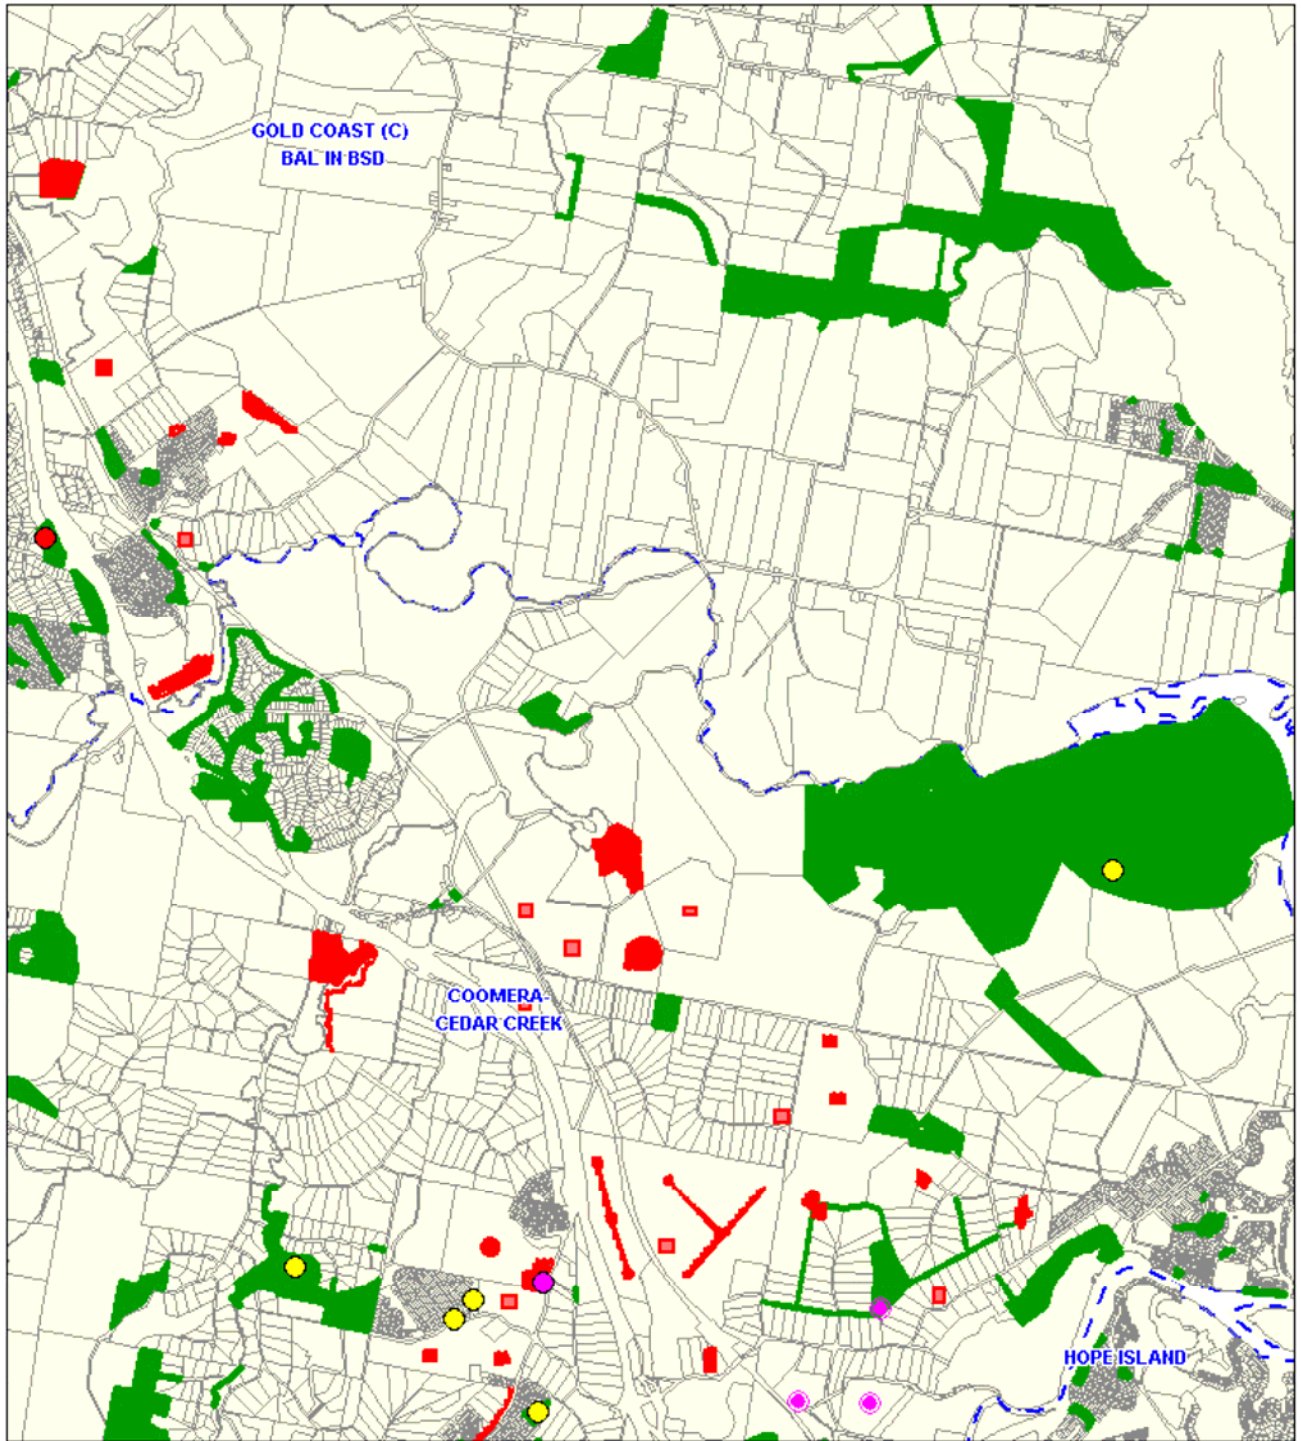 GOLD COAST (C)
BAL IN BSD
COOMERA-
CEDAR CREEK
HOPE ISLAND